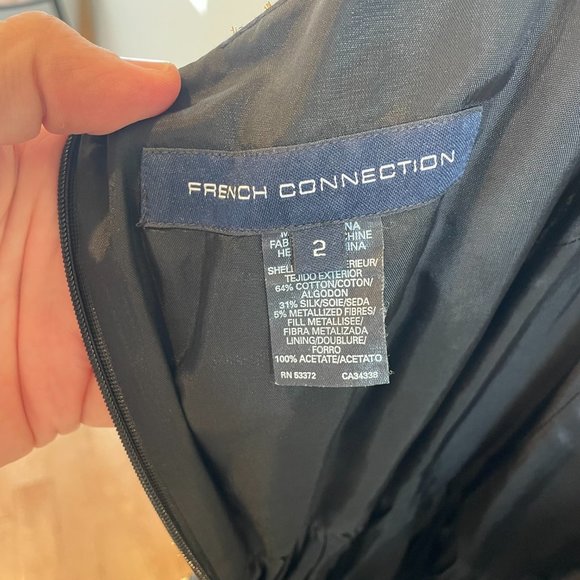 FRENCH CONNECTION
2
TEJIDO EXTERIOR
64% COTTON/COTON/
ALGODON
31% SILK/SOIE/SEDA
5% METALLIZED FIBRES/
FILL METALLISEE/
FIBRA METALIZADA
LINING/DOUBLURE/
FORRO
100% ACETATE/ACETATO
RN 53372 CA34338